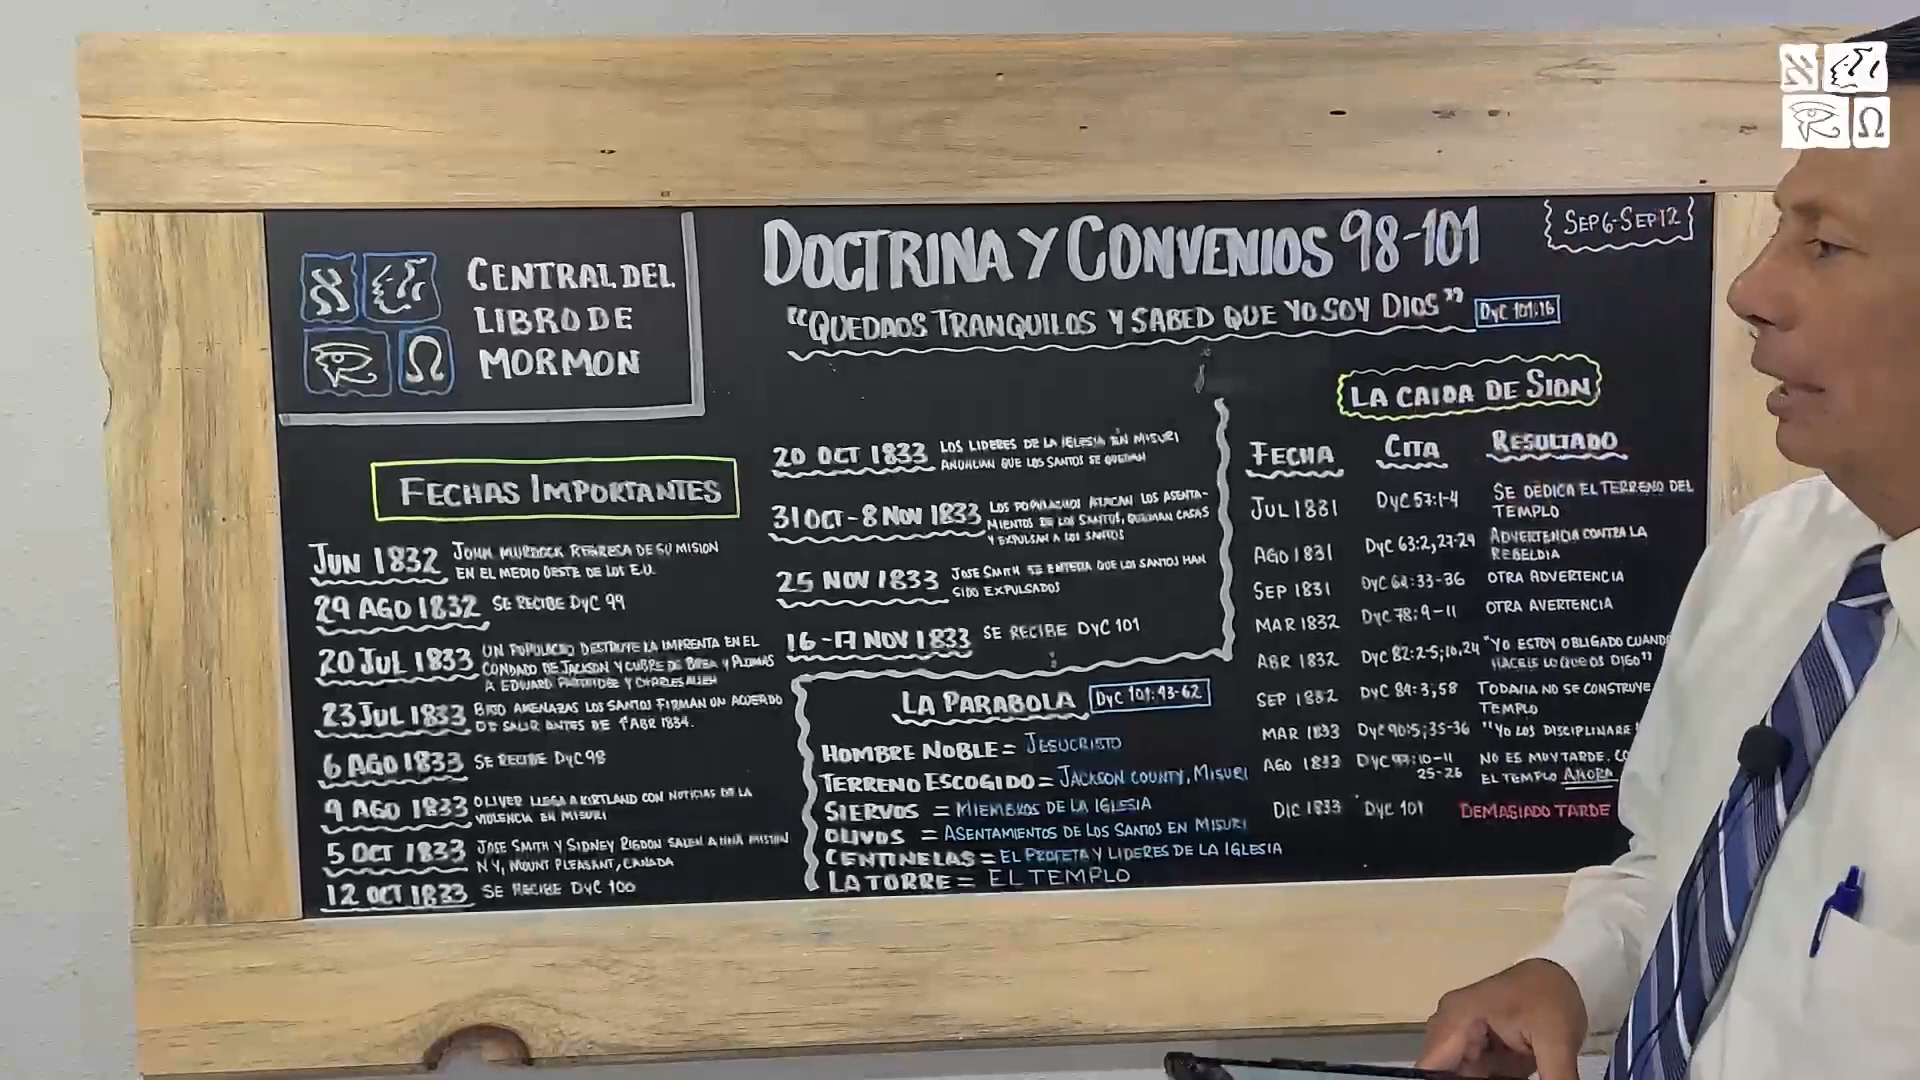 CENTRAL DEL
LIBRO DE
MORMON
DOCTRINA Y CONVENIOS 98-101
SEP 6-SEP 12
"QUEDAOS TRANQUILOS Y SABED QUE YO SOY DIOS" DyC 101:16
FECHAS IMPORTANTES
JUN 1832 JOHN MURDOCK REGRESA DE SU MISION
EN EL MEDIO OESTE DE LOS E.U.
29 AGO 1832 SE RECIBE DyC 99
20 JUL 1833 UN POPULACHO DESTRUYE LA IMPRENTA EN EL
CONDADO DE JACKSON Y CUBRE DE BREA Y PLUMAS
A EDWARD PARTRIDGE Y CHARLES ALLEN
23 JUL 1833 BAJO AMENAZAS LOS SANTOS FIRMAN UN ACUERDO
DE SALIR ANTES DE 1° ABR 1834.
6 AGO 1833 SE RECIBE DyC 98
9 AGO 1833 OLIVER LLEGA A KIRTLAND CON NOTICIAS DE LA
VIOLENCIA EN MISURI
5 OCT 1833 JOSE SMITH Y SIDNEY RIGDON SALEN A UNA MISION
NY, MOUNT PLEASANT, CANADA
12 OCT 1833 SE RECIBE DyC 100
20 OCT 1833 LOS LIDERES DE LA IGLESIA EN MISURI
ANUNCIAN QUE LOS SANTOS SE QUEDAN
31 OCT - 8 NOV 1833 LOS POPULACHOS ATACAN LOS ASENTA-
MIENTOS DE LOS SANTOS, QUEMAN CASAS
Y EXPULSAN A LOS SANTOS
25 NOV 1833 JOSE SMITH SE ENTERA QUE LOS SANTOS HAN
SIDO EXPULSADOS
16 - 17 NOV 1833 SE RECIBE DyC 101
LA PARABOLA DyC 101:43-62
HOMBRE NOBLE = JESUCRISTO
TERRENO ESCOGIDO = JACKSON COUNTY, MISURI
SIERVOS = MIEMBROS DE LA IGLESIA
OLIVOS = ASENTAMIENTOS DE LOS SANTOS EN MISURI
CENTINELAS = EL PROFETA Y LIDERES DE LA IGLESIA
LA TORRE = EL TEMPLO
LA CAIDA DE SION
FECHA CITA RESULTADO
JUL 1831 DyC 57:1-4 SE DEDICA EL TERRENO DEL
TEMPLO
AGO 1831 DyC 63:2, 27-29 ADVERTENCIA CONTRA LA
REBELDIA
SEP 1831 DyC 64:33-36 OTRA ADVERTENCIA
MAR 1832 DyC 78:9-11 OTRA AVERTENCIA
ABR 1832 DyC 82:2-5; 10, 24 "YO ESTOY OBLIGADO CUANDO
HACEIS LO QUE OS DIGO"
SEP 1832 DyC 84:3, 58 TODAVIA NO SE CONSTRUYE
TEMPLO
MAR 1833 DyC 90:5; 35-36 "YO LOS DISCIPLINARE
AGO 1833 DyC 97:10-11 NO ES MUY TARDE.
25-26 EL TEMPLO AHORA
DIC 1833 DyC 101 DEMASIADO TARDE